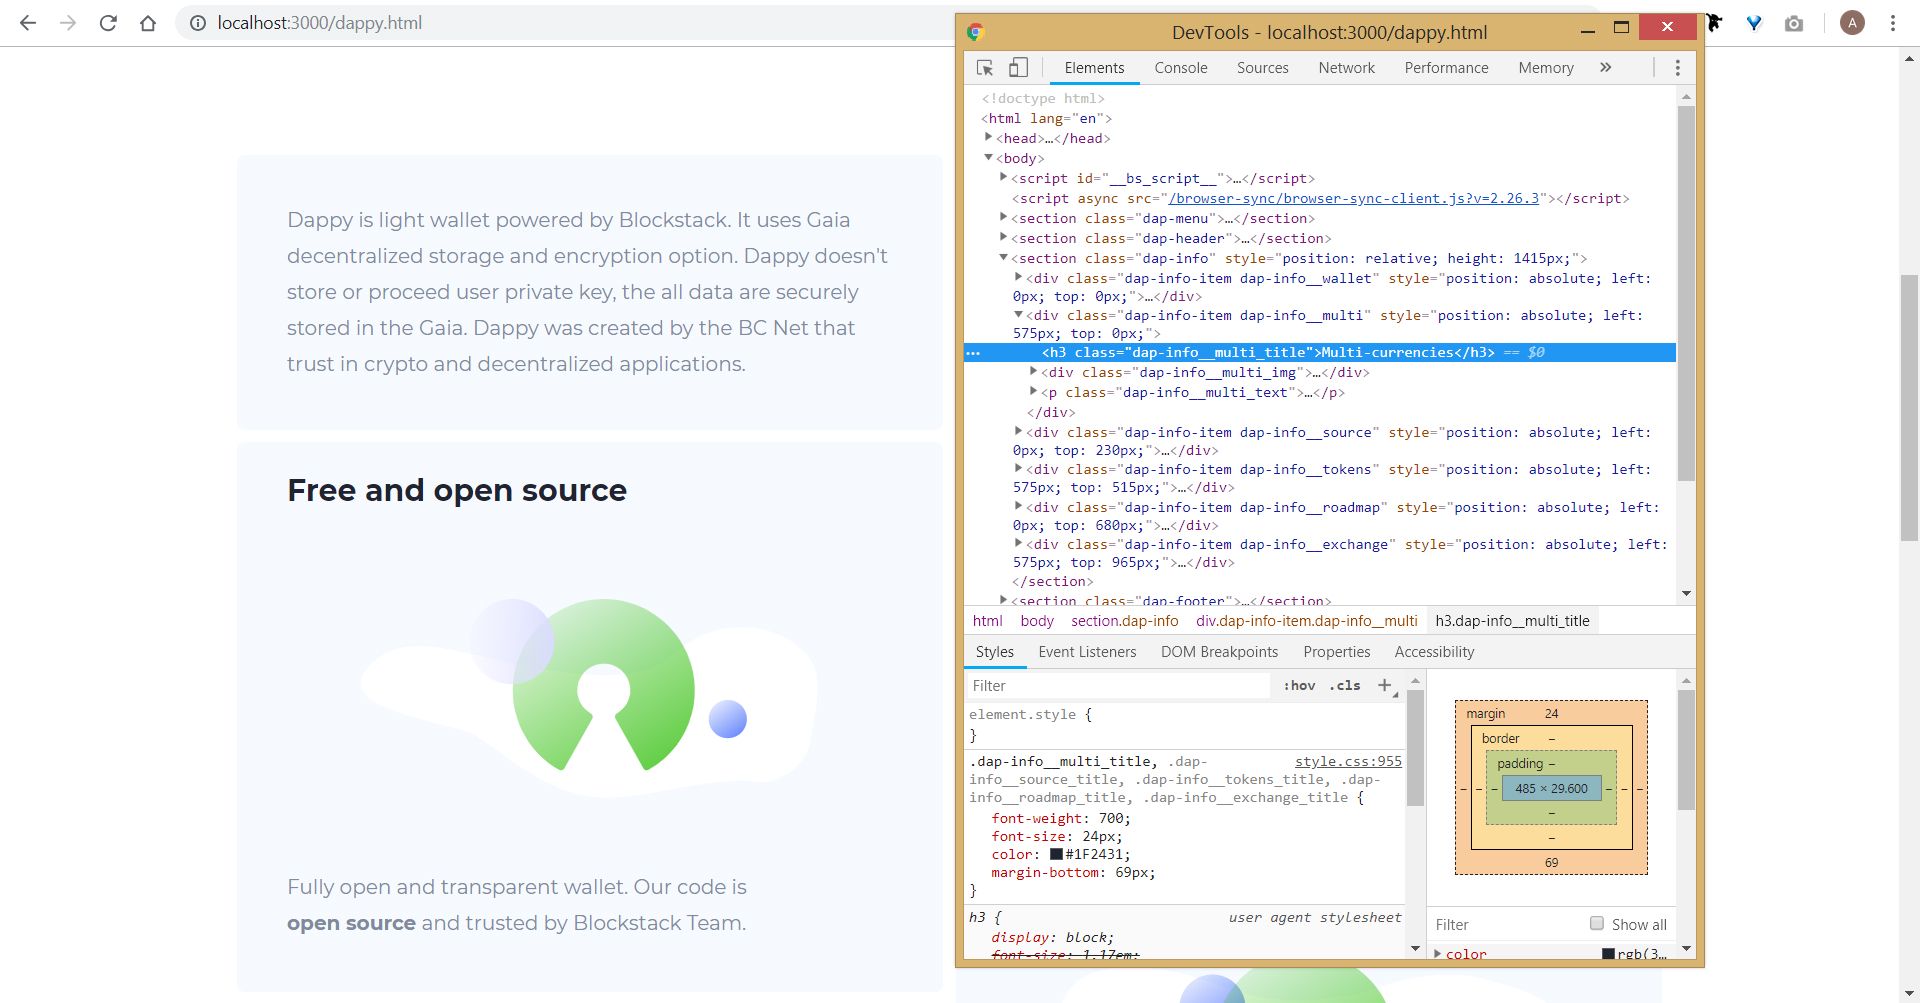 localhost:3000/dappy.html
A
DevTools - localhost:3000/dappy.html
Elements Console Sources Network Performance Memory »
<!doctype html>
<html lang="en">
<head>…</head>
<body>
<script id="__bs_script__">…</script>
<script async src="/browser-sync/browser-sync-client.js?v=2.26.3"></script>
<section class="dap-menu">…</section>
<section class="dap-header">…</section>
<section class="dap-info" style="position: relative; height: 1415px;">
<div class="dap-info-item dap-info__wallet" style="position: absolute; left:
0px; top: 0px;">…</div>
<div class="dap-info-item dap-info__multi" style="position: absolute; left:
575px; top: 0px;">
… <h3 class="dap-info__multi_title">Multi-currencies</h3> == $0
<div class="dap-info__multi_img">…</div>
<p class="dap-info__multi_text">…</p>
</div>
<div class="dap-info-item dap-info__source" style="position: absolute; left:
0px; top: 230px;">…</div>
<div class="dap-info-item dap-info__tokens" style="position: absolute; left:
575px; top: 515px;">…</div>
<div class="dap-info-item dap-info__roadmap" style="position: absolute; left:
0px; top: 680px;">…</div>
<div class="dap-info-item dap-info__exchange" style="position: absolute; left:
575px; top: 965px;">…</div>
</section>
<section class="dap-footer">…</section>
html body section.dap-info div.dap-info-item.dap-info__multi h3.dap-info__multi_title
Styles Event Listeners DOM Breakpoints Properties Accessibility
Filter :hov .cls +
element.style {
}
.dap-info__multi_title, .dap- style.css:955
info__source_title, .dap-info__tokens_title, .dap-
info__roadmap_title, .dap-info__exchange_title {
font-weight: 700;
font-size: 24px;
color: #1F2431;
margin-bottom: 69px;
}
h3 { user agent stylesheet
display: block;
font-size: 1.17em;
margin 24
border –
padding –
– – – 485 × 29.600 – – –
–
–
69
Filter Show all
color rgb(3…
Dappy is light wallet powered by Blockstack. It uses Gaia
decentralized storage and encryption option. Dappy doesn't
store or proceed user private key, the all data are securely
stored in the Gaia. Dappy was created by the BC Net that
trust in crypto and decentralized applications.
Free and open source
Fully open and transparent wallet. Our code is
open source and trusted by Blockstack Team.